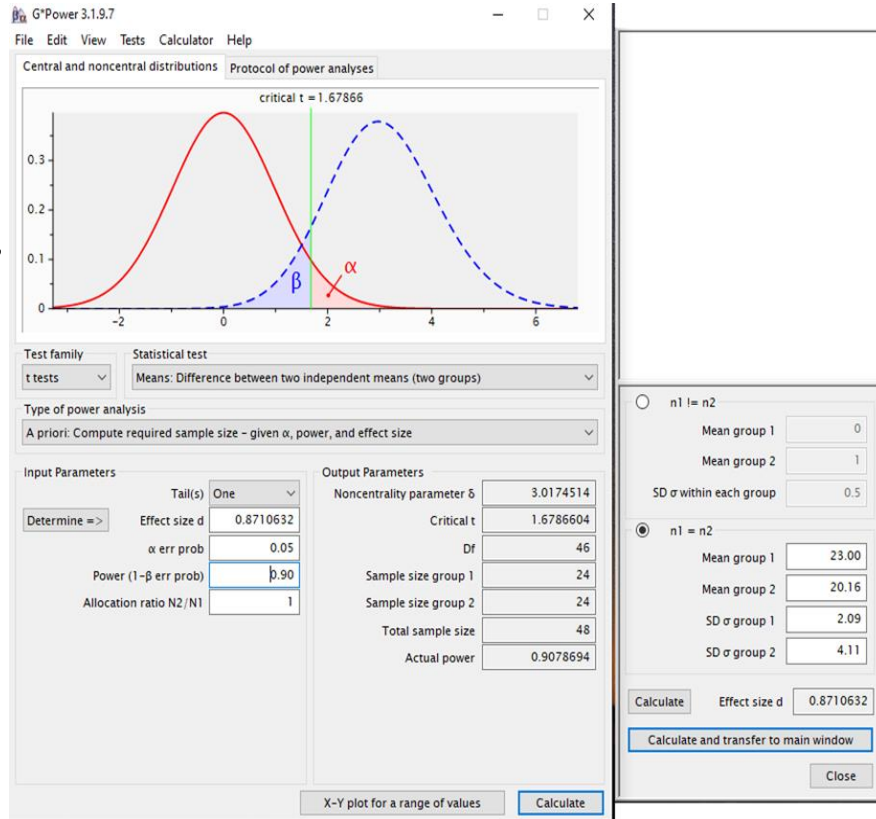 G*Power 3.1.9.7
File Edit View Tests Calculator Help
Central and noncentral distributions Protocol of power analyses
critical t = 1.67866
0.3
0.2
0.1
0
β
α
-2 0 2 4 6
Test family Statistical test
t tests Means: Difference between two independent means (two groups)
Type of power analysis
A priori: Compute required sample size – given α, power, and effect size
Input Parameters
Tail(s) One
Determine => Effect size d 0.8710632
α err prob 0.05
Power (1-β err prob) 0.90
Allocation ratio N2/N1 1
Output Parameters
Noncentrality parameter δ 3.0174514
Critical t 1.6786604
Df 46
Sample size group 1 24
Sample size group 2 24
Total sample size 48
Actual power 0.9078694
X-Y plot for a range of values Calculate
n1 != n2
Mean group 1 0
Mean group 2 1
SD σ within each group 0.5
n1 = n2
Mean group 1 23.00
Mean group 2 20.16
SD σ group 1 2.09
SD σ group 2 4.11
Calculate Effect size d 0.8710632
Calculate and transfer to main window
Close